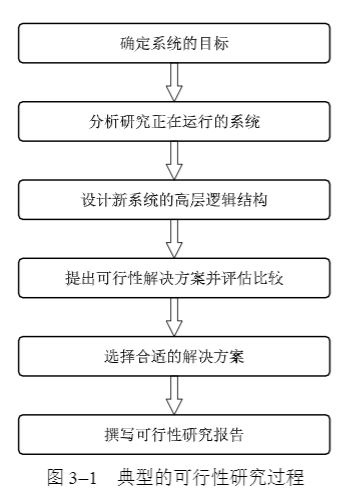 确定系统的目标
分析研究正在运行的系统
设计新系统的高层逻辑结构
提出可行性解决方案并评估比较
选择合适的解决方案
撰写可行性研究报告
图 3–1　典型的可行性研究过程